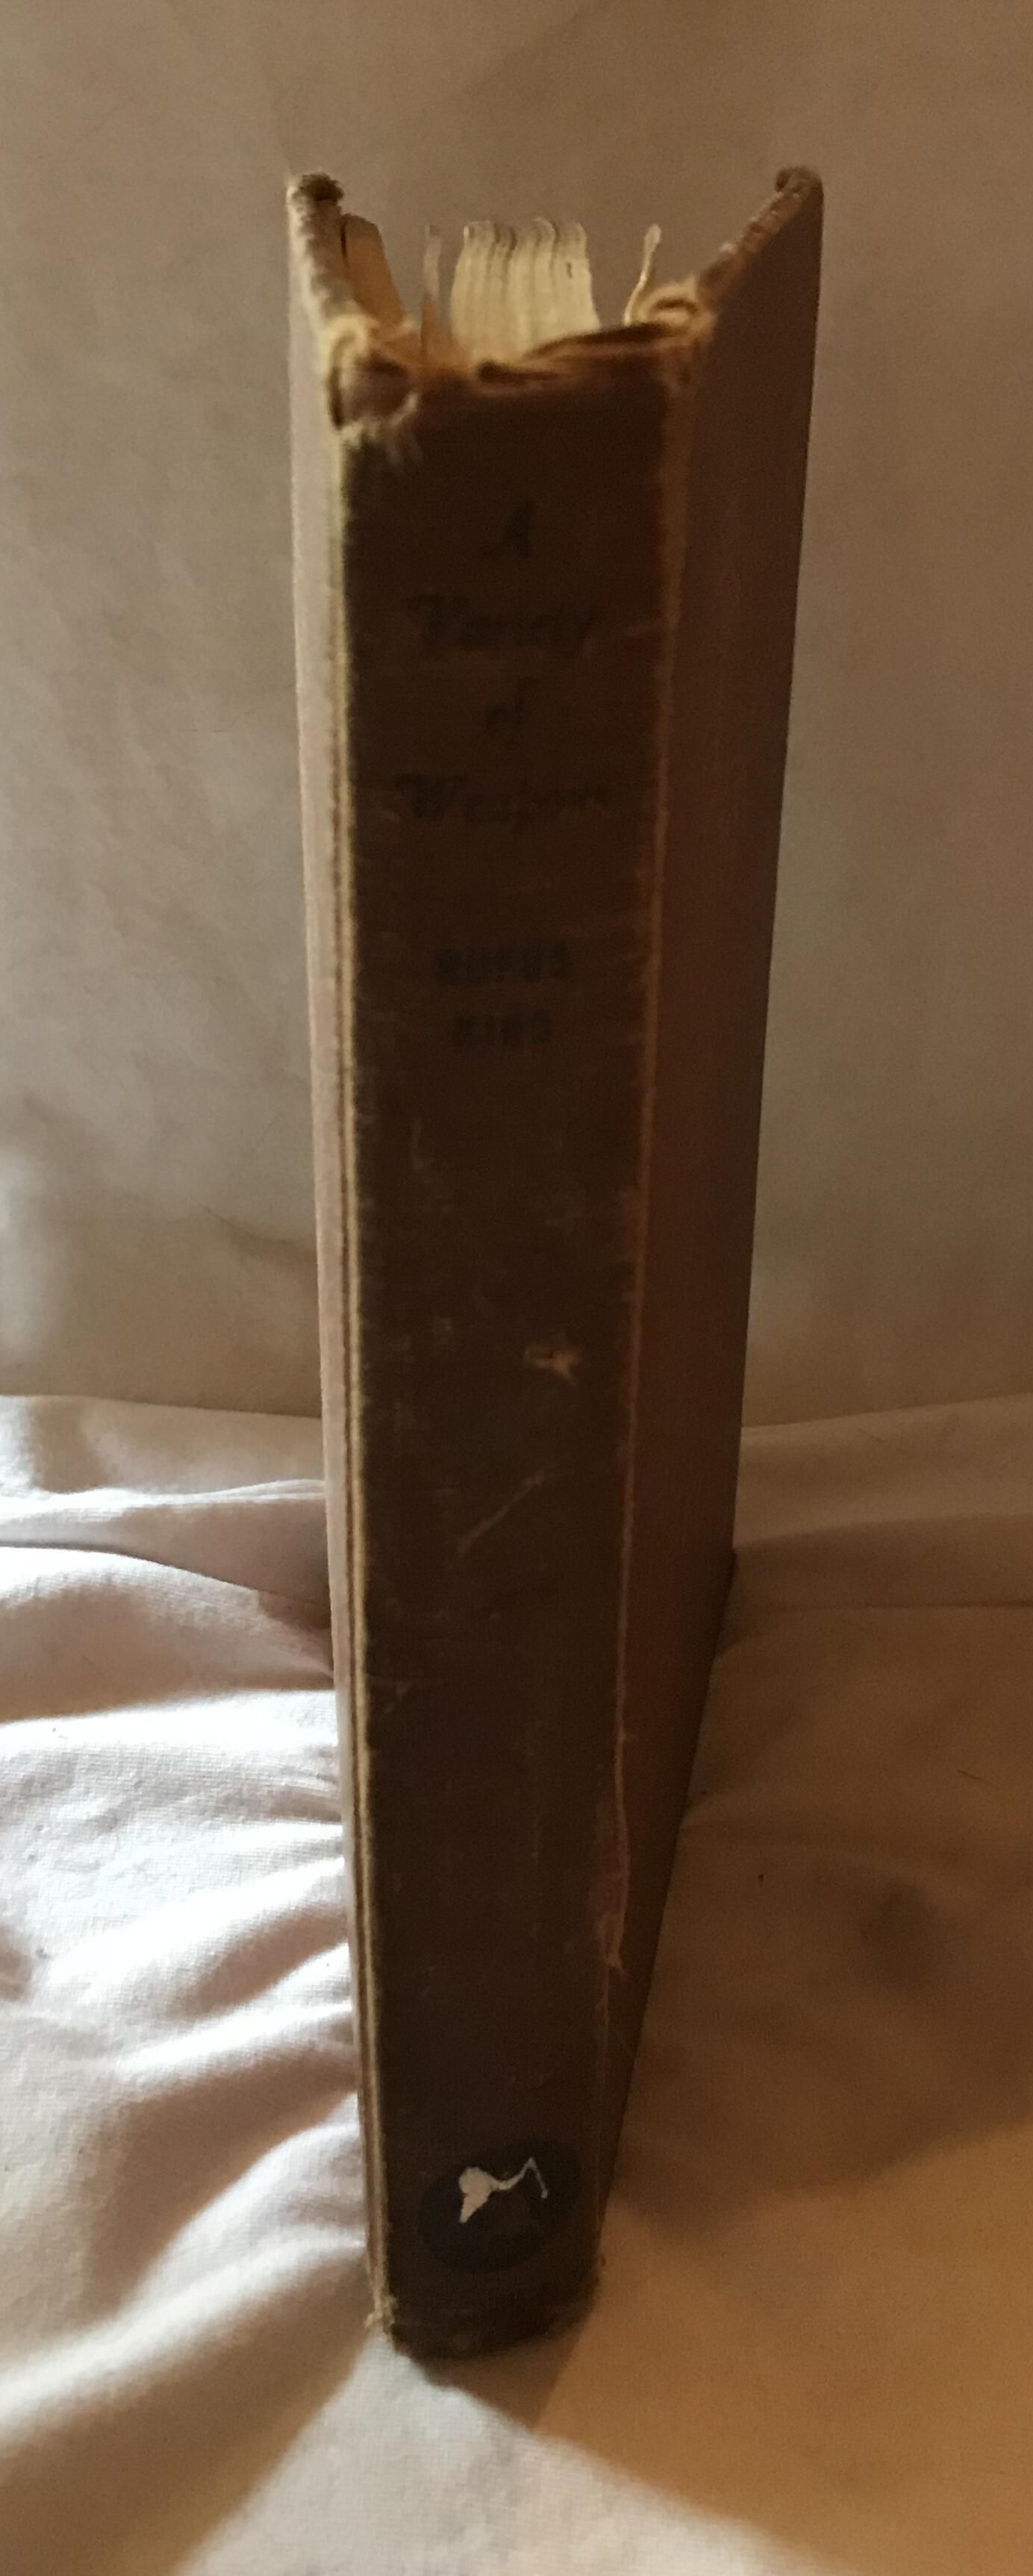 A
Variety
of
Weapons
RUFUS
KING